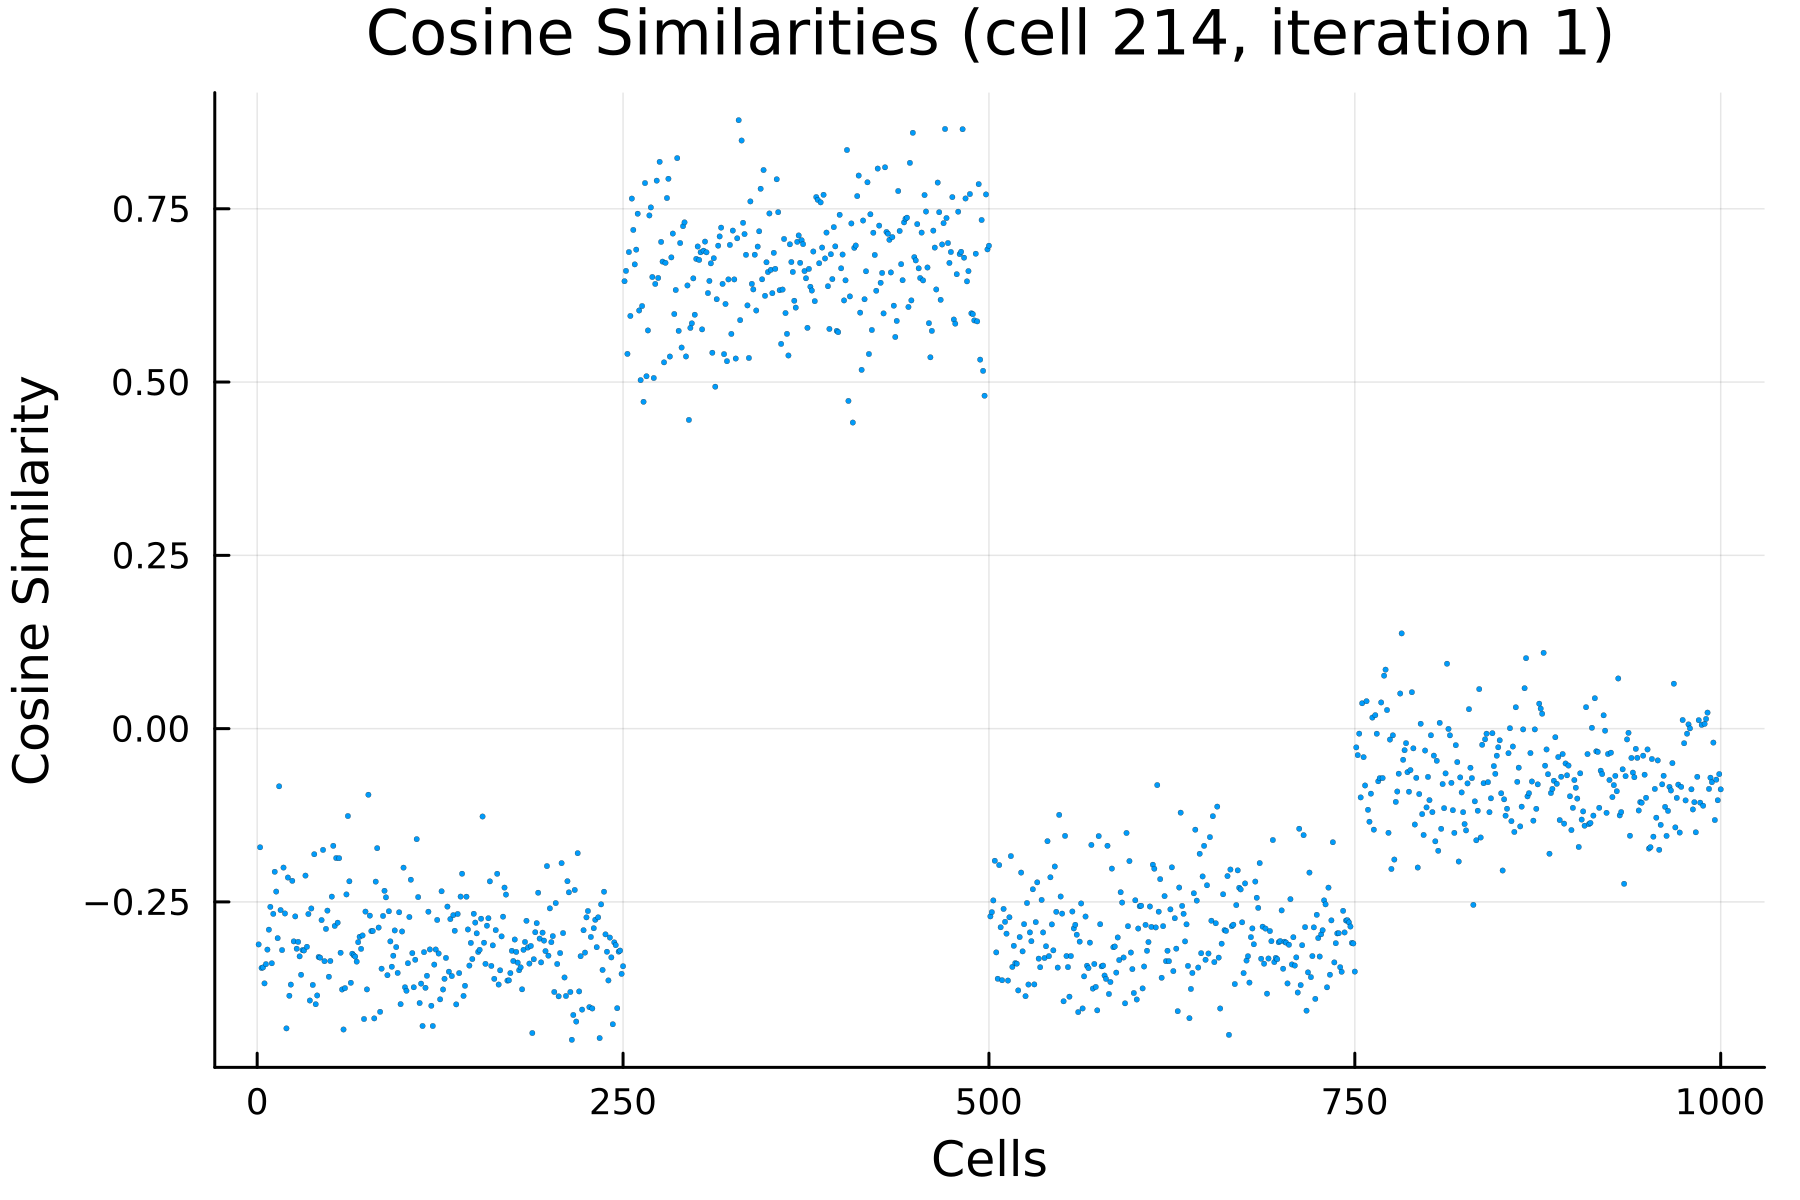 Cosine Similarities (cell 214, iteration 1)
Cosine Similarity
0.75
0.50
0.25
0.00
−0.25
0 250 500 750 1000
Cells